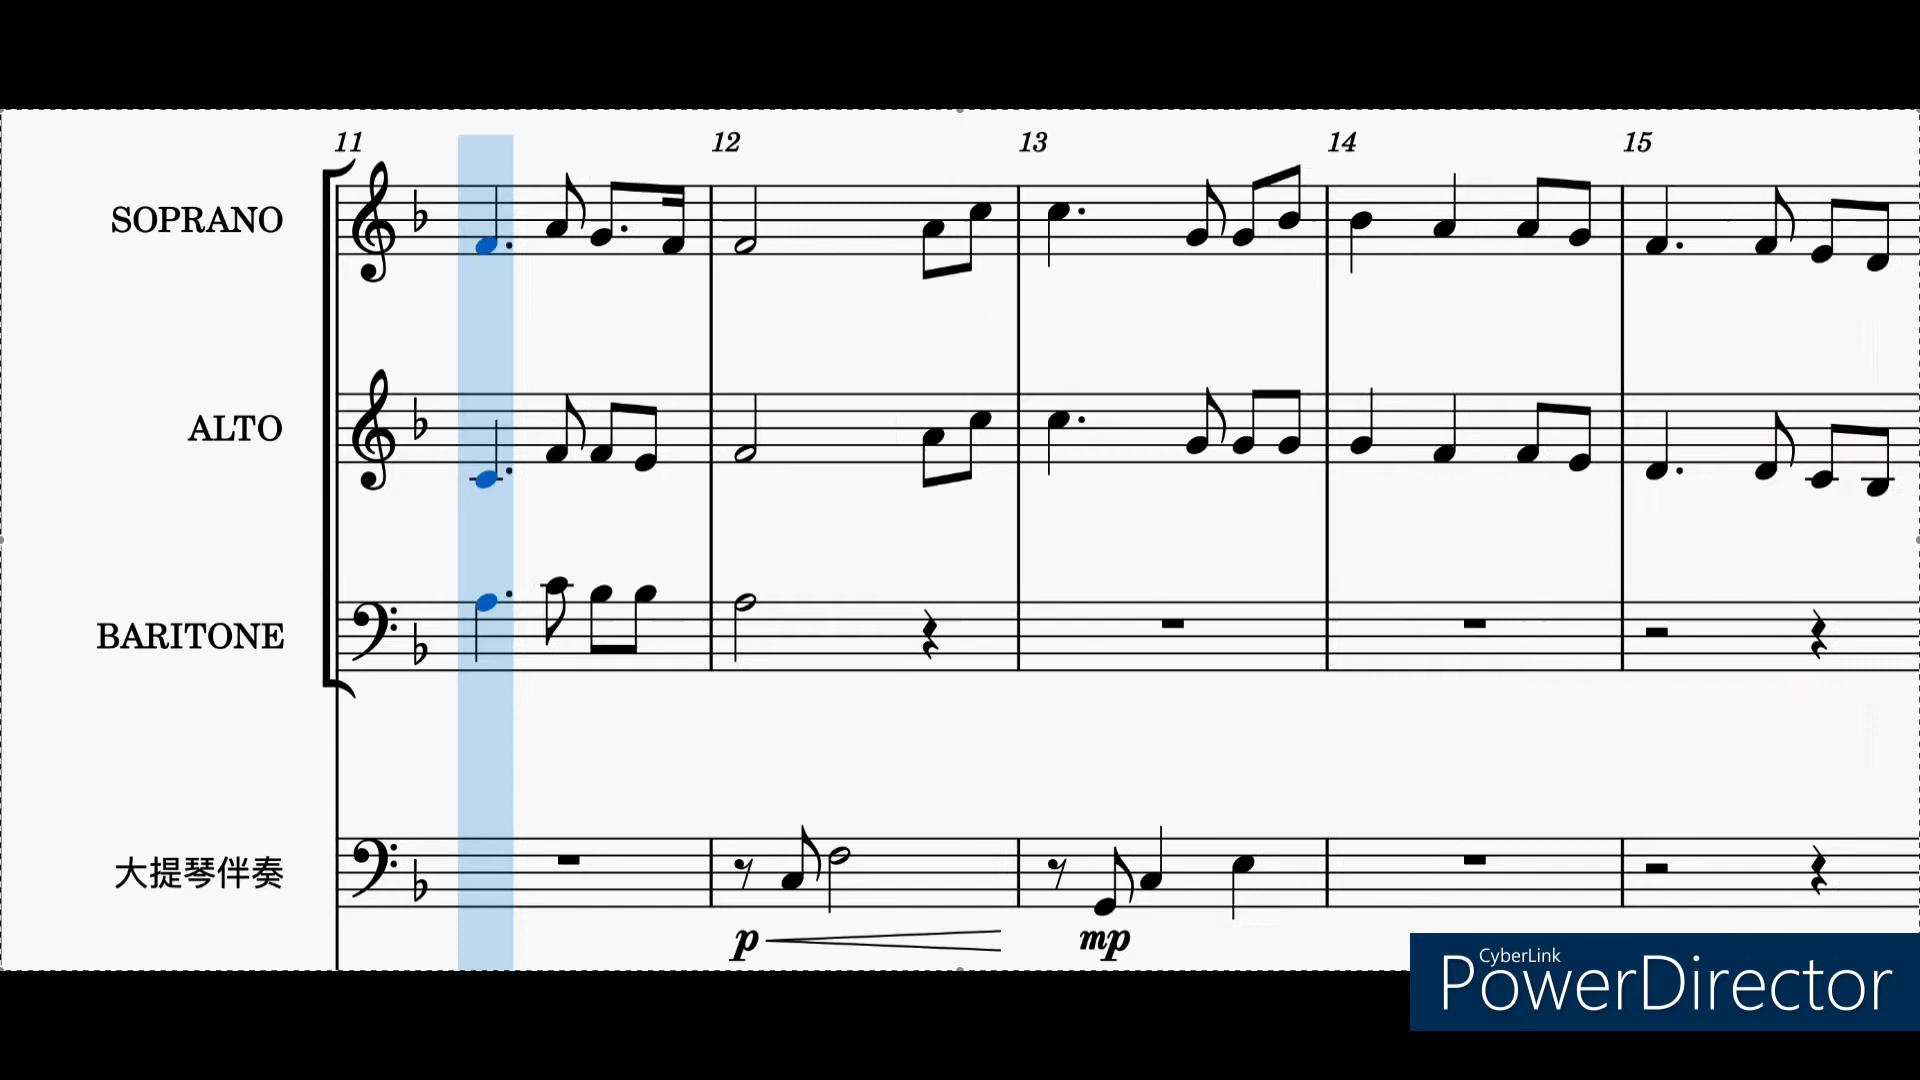 11 12 13 14 15
SOPRANO
ALTO
BARITONE
大提琴伴奏
p mp
CyberLink
PowerDirector